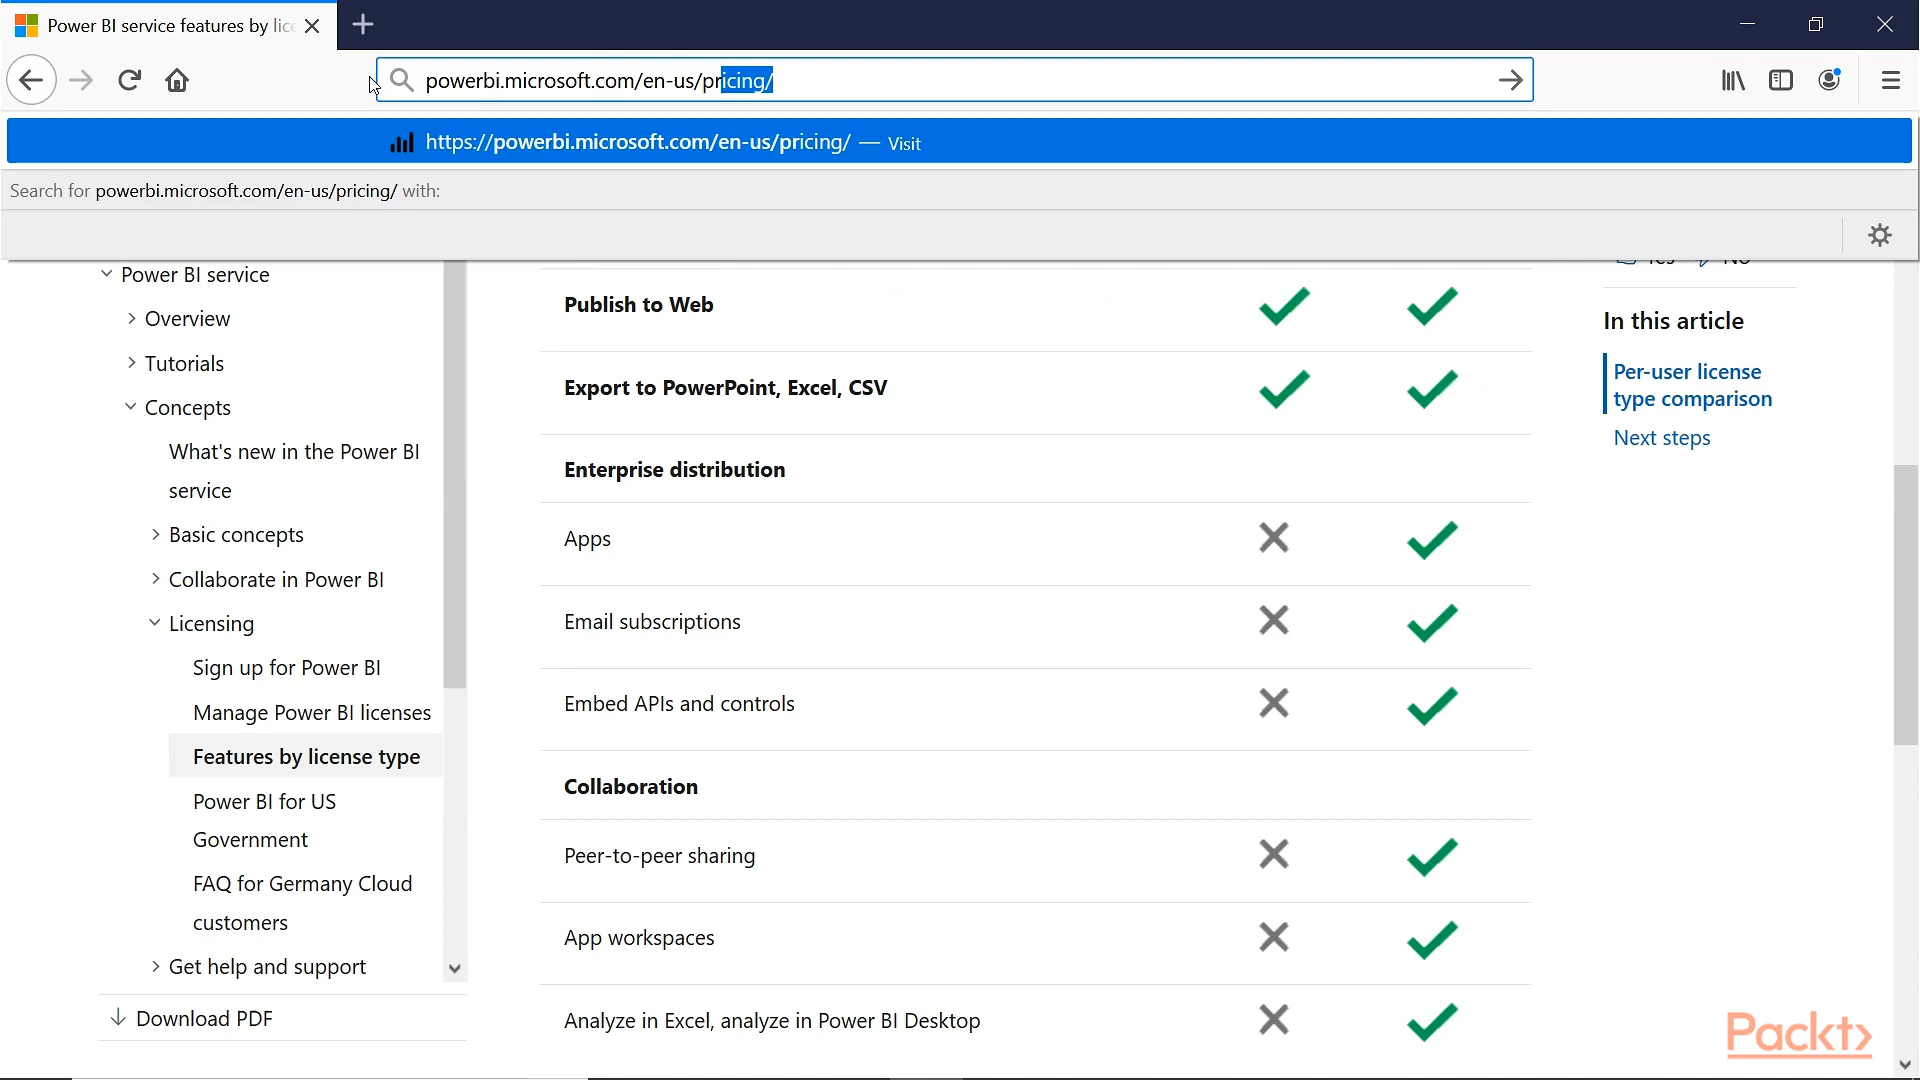 Power BI service features by lice
powerbi.microsoft.com/en-us/pricing/
https://powerbi.microsoft.com/en-us/pricing/ — Visit
Search for powerbi.microsoft.com/en-us/pricing/ with:
Power BI service
Overview
Tutorials
Concepts
What's new in the Power BI
service
Basic concepts
Collaborate in Power BI
Licensing
Sign up for Power BI
Manage Power BI licenses
Features by license type
Power BI for US
Government
FAQ for Germany Cloud
customers
Get help and support
Download PDF
Publish to Web
Export to PowerPoint, Excel, CSV
Enterprise distribution
Apps
Email subscriptions
Embed APIs and controls
Collaboration
Peer-to-peer sharing
App workspaces
Analyze in Excel, analyze in Power BI Desktop
Yes No
In this article
Per-user license
type comparison
Next steps
Packt>